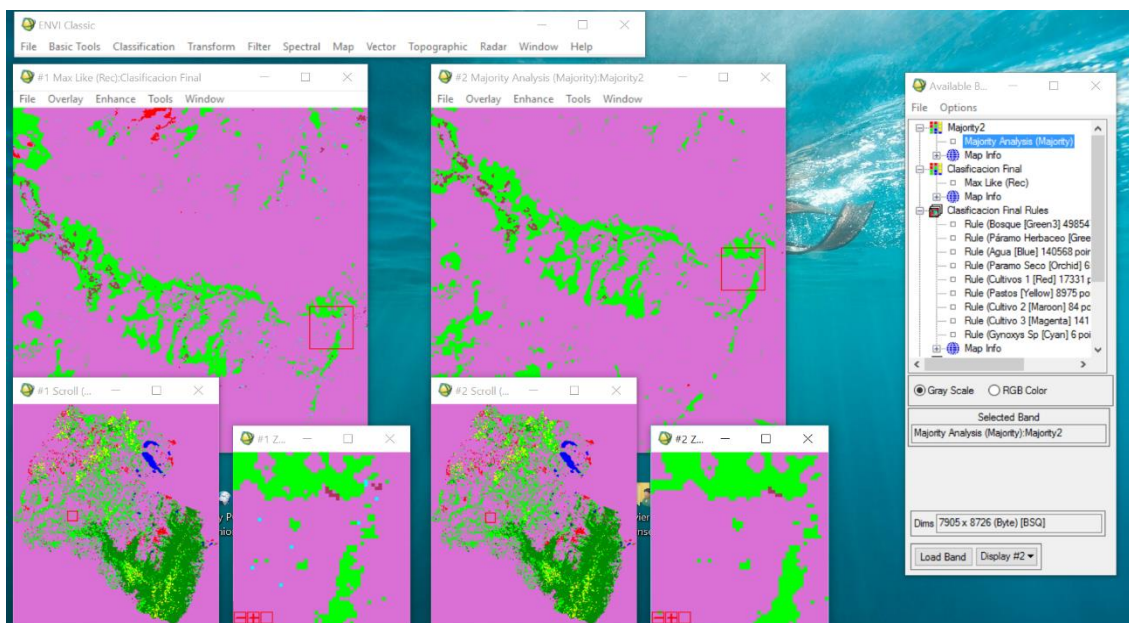 ENVI Classic
File Basic Tools Classification Transform Filter Spectral Map Vector Topographic Radar Window Help
#1 Max Like (Rec):Clasificacion Final
File Overlay Enhance Tools Window
#2 Majority Analysis (Majority):Majority2
File Overlay Enhance Tools Window
Available B...
File Options
Majority2
Majority Analysis (Majority)
Map Info
Clasificacion Final
Max Like (Rec)
Map Info
Clasificacion Final Rules
Rule (Bosque [Green3] 49854
Rule (Páramo Herbaceo [Gree
Rule (Agua [Blue] 140568 poir
Rule (Paramo Seco [Orchid] 6
Rule (Cultivos 1 [Red] 17331 p
Rule (Pastos [Yellow] 8975 po
Rule (Cultivo 2 [Maroon] 84 pc
Rule (Cultivo 3 [Magenta] 141
Rule (Gynoxys Sp [Cyan] 6 poi
Map Info
Gray Scale RGB Color
Selected Band
Majority Analysis (Majority):Majority2
Dims 7905 x 8726 (Byte) [BSQ]
Load Band Display #2
#1 Scroll (...
#1 Z...
#2 Scroll (...
#2 Z...